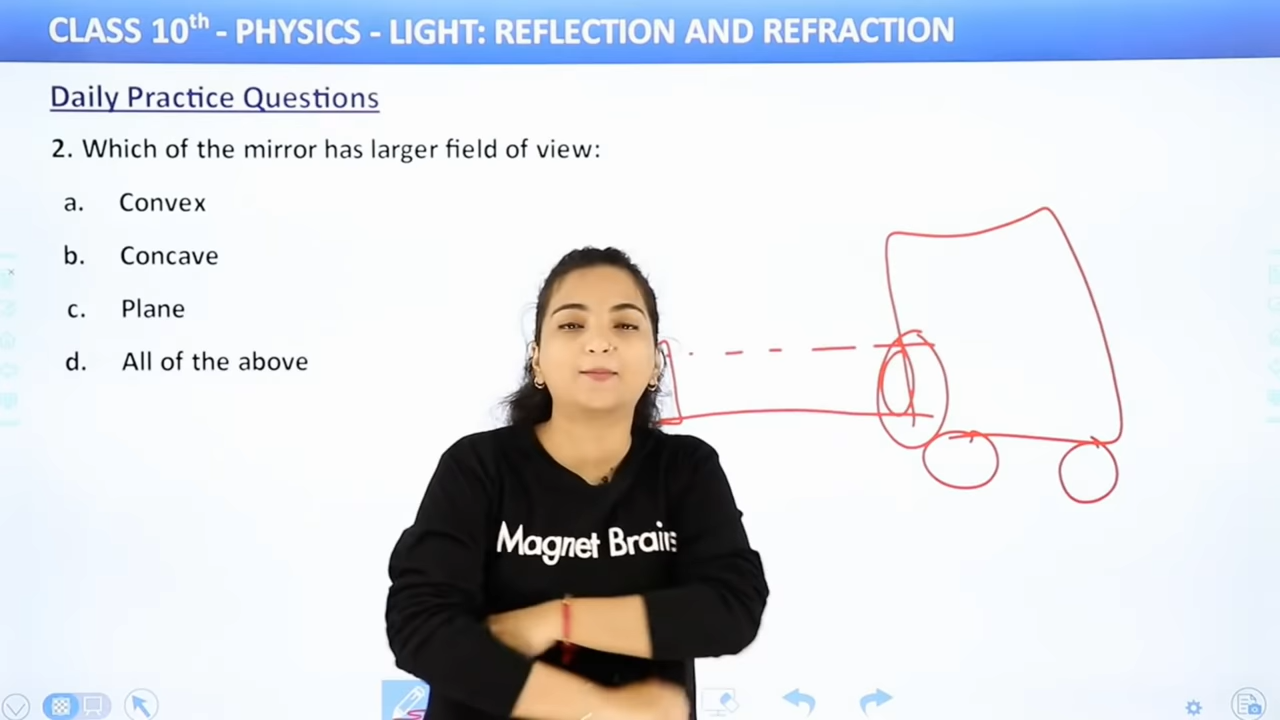 CLASS 10th - PHYSICS - LIGHT: REFLECTION AND REFRACTION
Daily Practice Questions
2. Which of the mirror has larger field of view:
a. Convex
b. Concave
c. Plane
d. All of the above
Magnet Brains